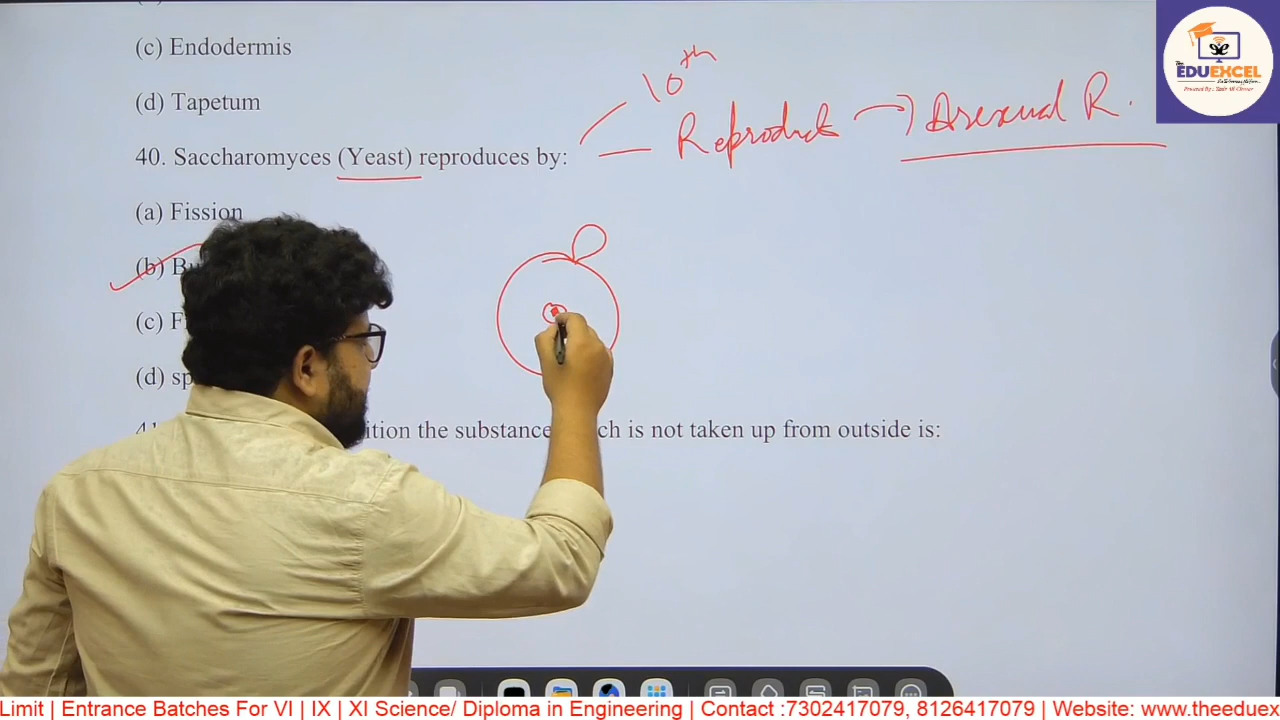 (c) Endodermis
(d) Tapetum
40. Saccharomyces (Yeast) reproduces by:
10th
Reproduct → Asexual R.
(a) Fission
(b)
(c)
(d)
ition the substance which is not taken up from outside is:
The
EDUEXCEL
Limit | Entrance Batches For VI | IX | XI Science/ Diploma in Engineering | Contact :7302417079, 8126417079 | Website: www.theeduex